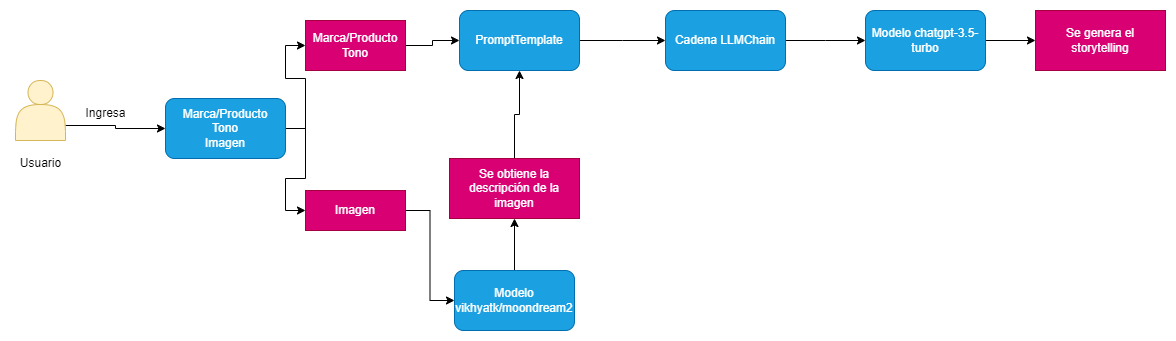 Usuario
Ingresa
Marca/Producto
Tono
Imagen
Marca/Producto
Tono
Imagen
Modelo
vikhyatk/moondream2
Se obtiene la
descripción de la
imagen
PromptTemplate
Cadena LLMChain
Modelo chatgpt-3.5-
turbo
Se genera el
storytelling